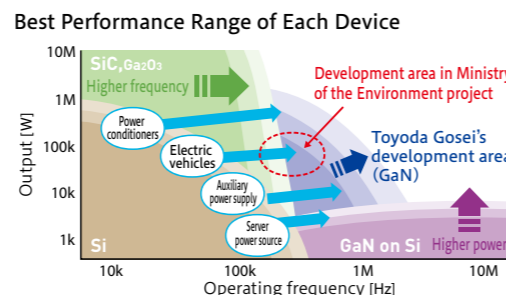 Best Performance Range of Each Device
Output [W]
10M
1M
100k
10k
1k
SiC,Ga₂O₃
Higher frequency
Power
conditioners
Electric
vehicles
Auxiliary
power supply
Server
power source
Si
Development area in Ministry
of the Environment project
Toyoda Gosei's
development area
(GaN)
GaN on Si
Higher power
10k
100k
1M
10M
Operating frequency [Hz]